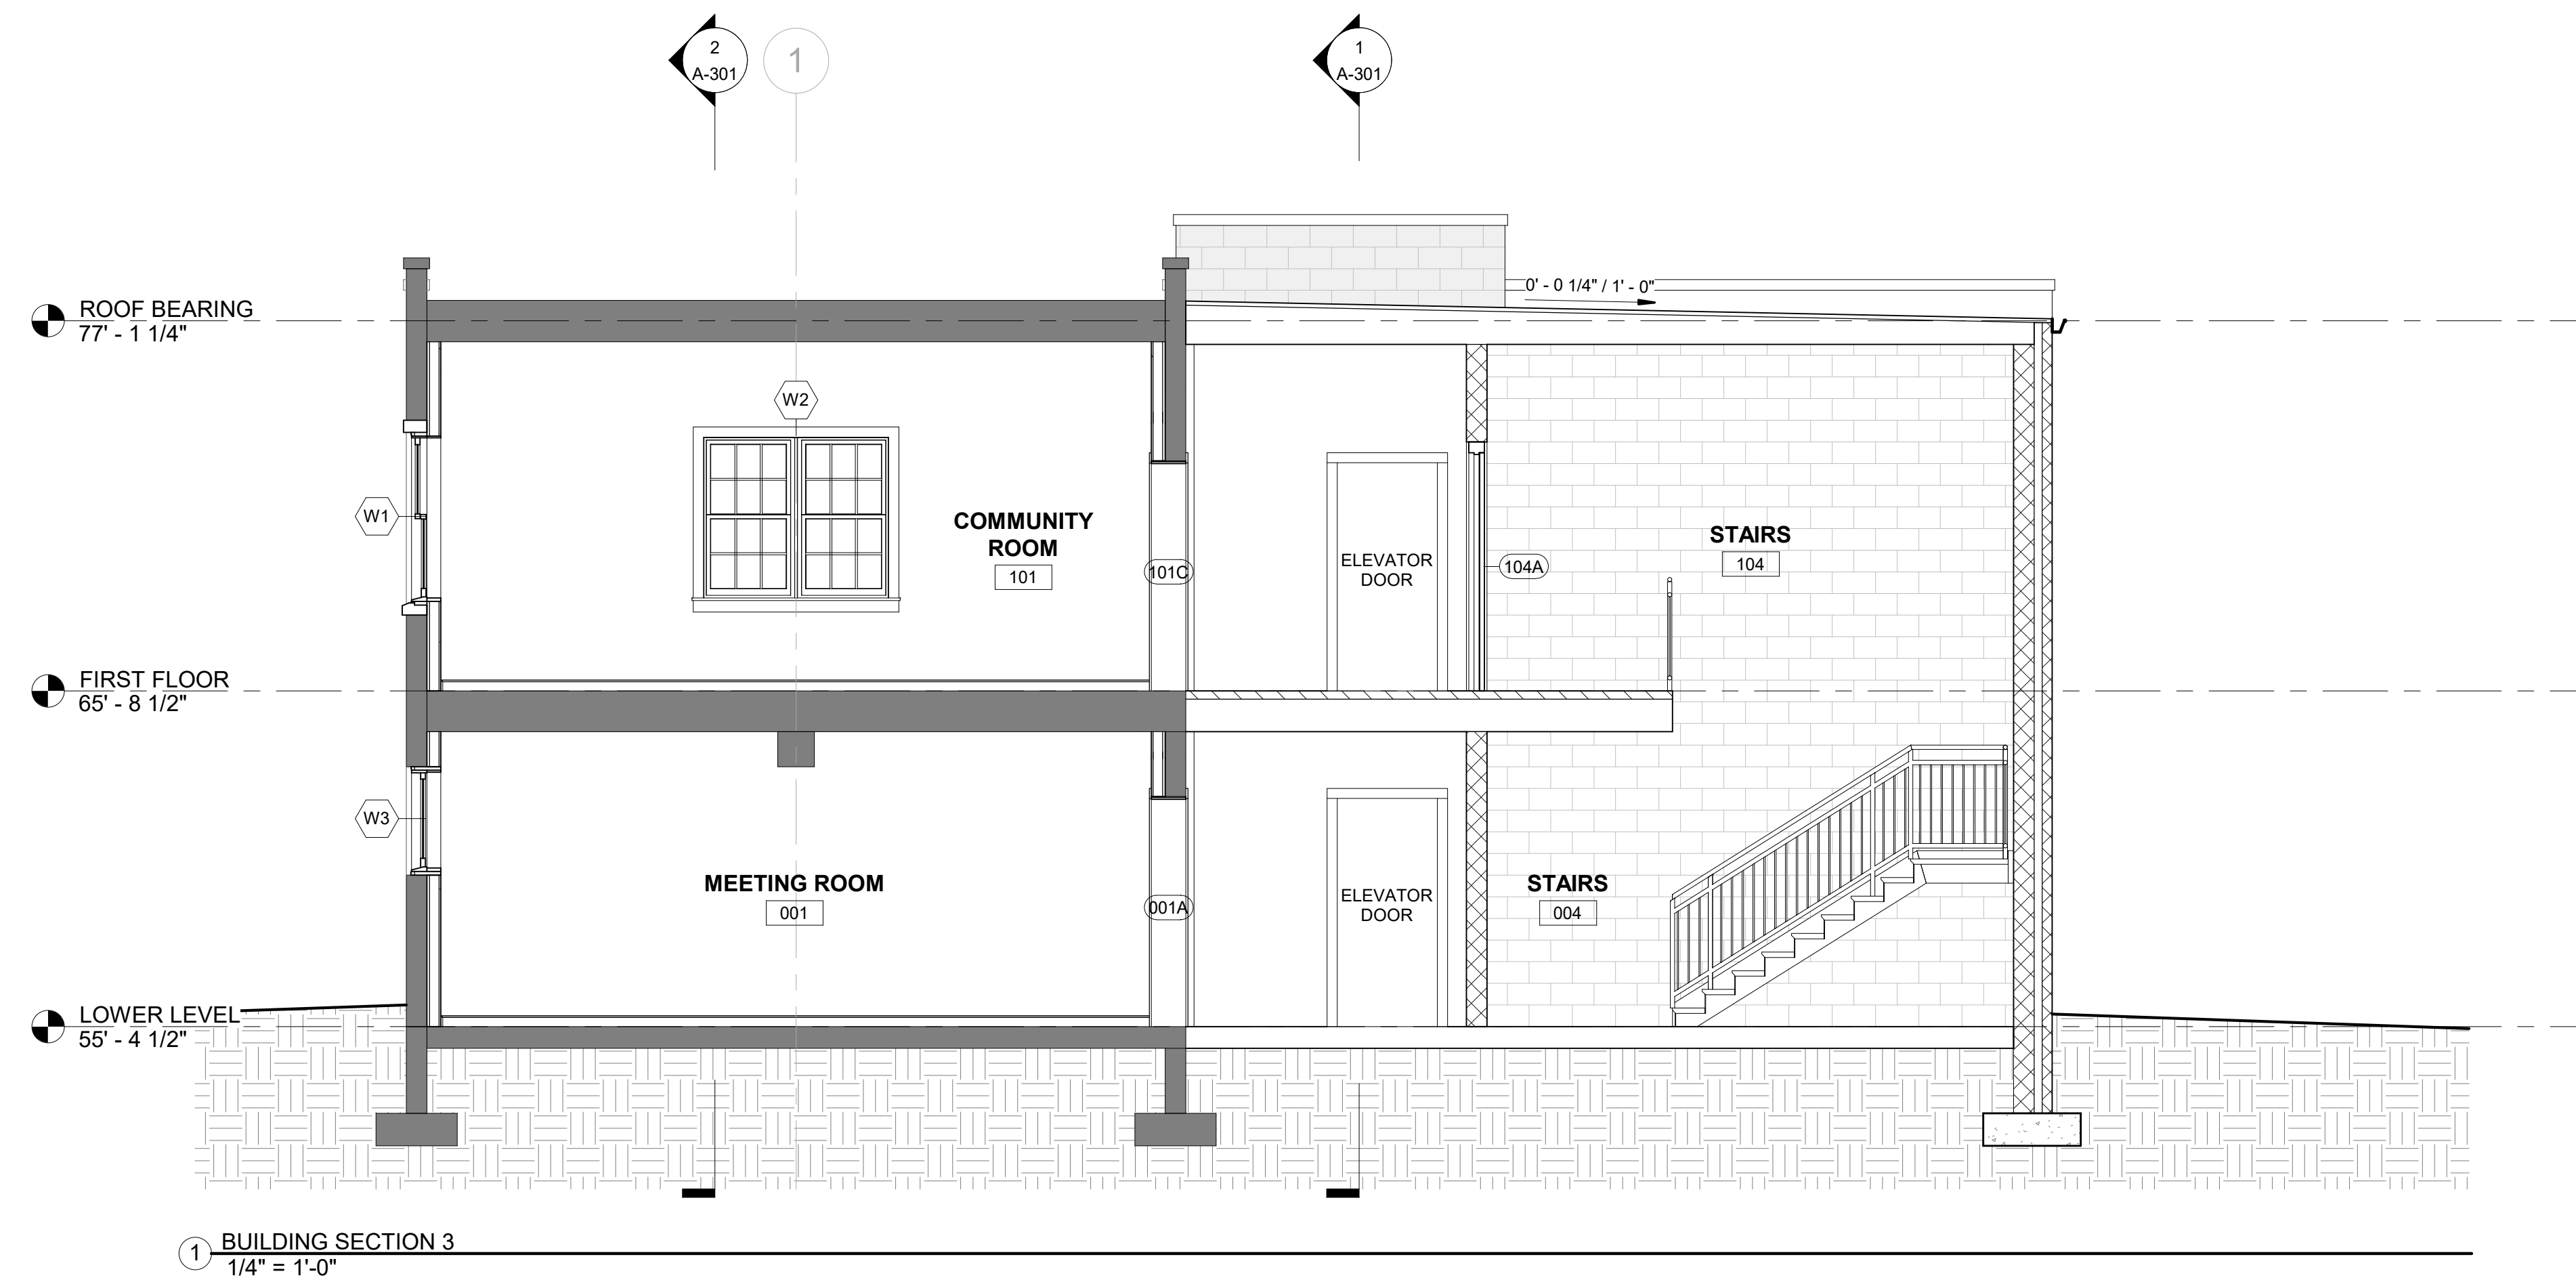 2
A-301
1
1
A-301
0' - 0 1/4" / 1' - 0"
ROOF BEARING
77' - 1 1/4"
W2
W1
COMMUNITY
ROOM
101
101C
ELEVATOR
DOOR
104A
STAIRS
104
FIRST FLOOR
65' - 8 1/2"
W3
MEETING ROOM
001
001A
ELEVATOR
DOOR
STAIRS
004
LOWER LEVEL
55' - 4 1/2"
1
BUILDING SECTION 3
1/4" = 1'-0"